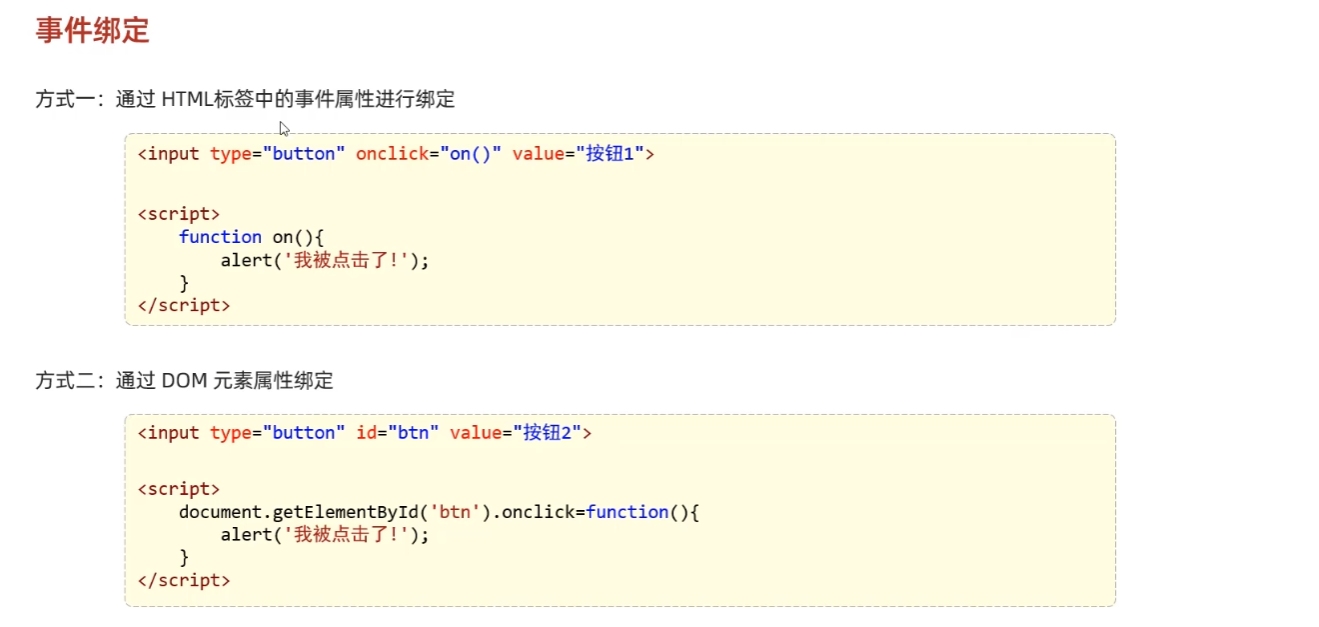 事件绑定
方式一：通过 HTML标签中的事件属性进行绑定
<input type="button" onclick="on()" value="按钮1">
<script>
    function on(){
        alert('我被点击了!');
    }
</script>
方式二：通过 DOM 元素属性绑定
<input type="button" id="btn" value="按钮2">
<script>
    document.getElementById('btn').onclick=function(){
        alert('我被点击了!');
    }
</script>